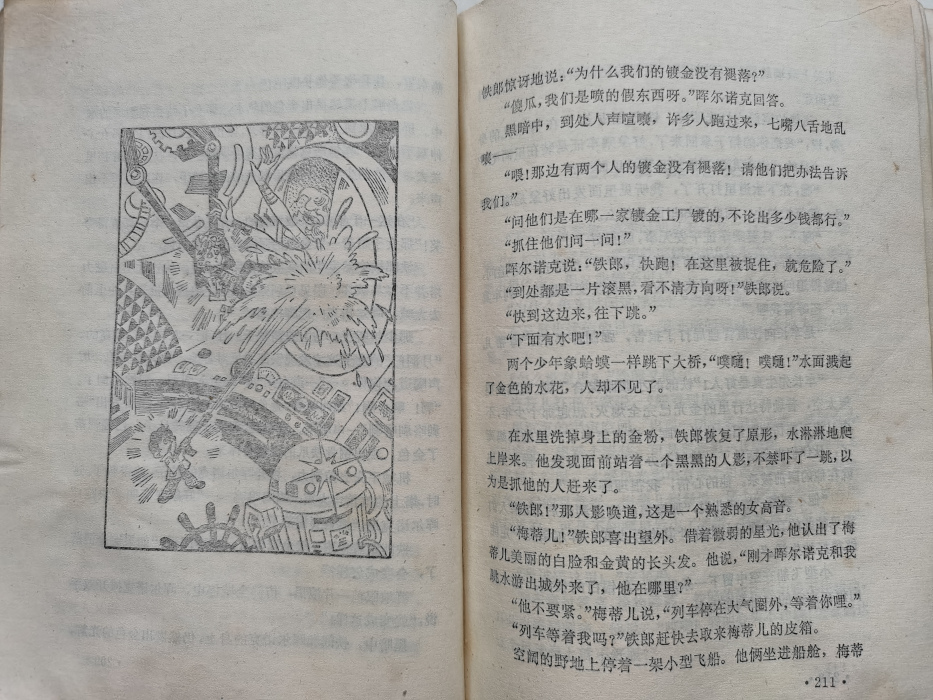 铁郎惊讶地说：“为什么我们的镀金没有褪落？”
“傻瓜，我们是喷的假东西呀。”晖尔诺克回答。
黑暗中，到处人声喧嚷，许多人跑过来，七嘴八舌地乱
嚷——
“喂！那边有两个人的镀金没有褪落！请他们把办法告诉
我们。”
“问他们是在哪一家镀金工厂镀的，不论出多少钱都行。”
“抓住他们问一问！”
晖尔诺克说：“铁郎，快跑！在这里被捉住，就危险了。”
“到处都是一片滚黑，看不清方向呀！”铁郎说。
“快到这边来，往下跳。”
“下面有水吧！”
两个少年象蛤蟆一样跳下大桥，“噗嗵！噗嗵！”水面溅起
了金色的水花，人却不见了。
在水里洗掉身上的金粉，铁郎恢复了原形，水淋淋地爬
上岸来。他发现面前站着一个黑黑的人影，不禁吓了一跳，以
为是抓他的人赶来了。
“铁郎！”那人影唤道，这是一个熟悉的女高音。
“梅蒂儿！”铁郎喜出望外。借着微弱的星光，他认出了梅
蒂儿美丽的白脸和金黄的长头发。他说，“刚才晖尔诺克和我
跳水游出城外来了，他在哪里？”
“他不要紧。”梅蒂儿说，“列车停在大气圈外，等着你哩。”
“列车等着我吗？”铁郎赶快去取来梅蒂儿的皮箱。
空阔的野地上停着一架小型飞船。他俩坐进船舱，梅蒂
·211·